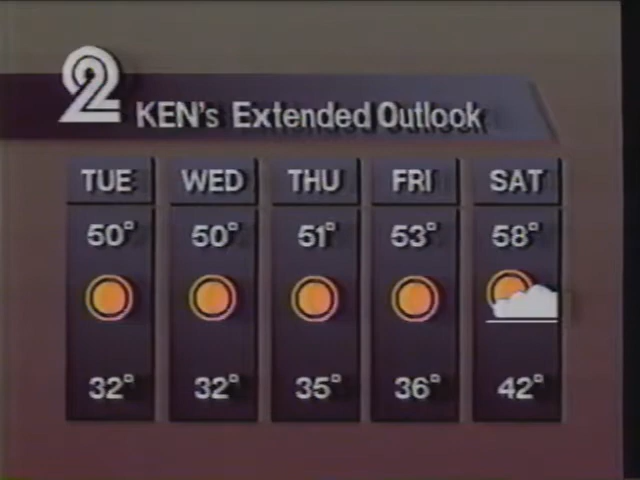 2 KEN's Extended Outlook
TUE WED THU FRI SAT
50° 50° 51° 53° 58°
32° 32° 35° 36° 42°